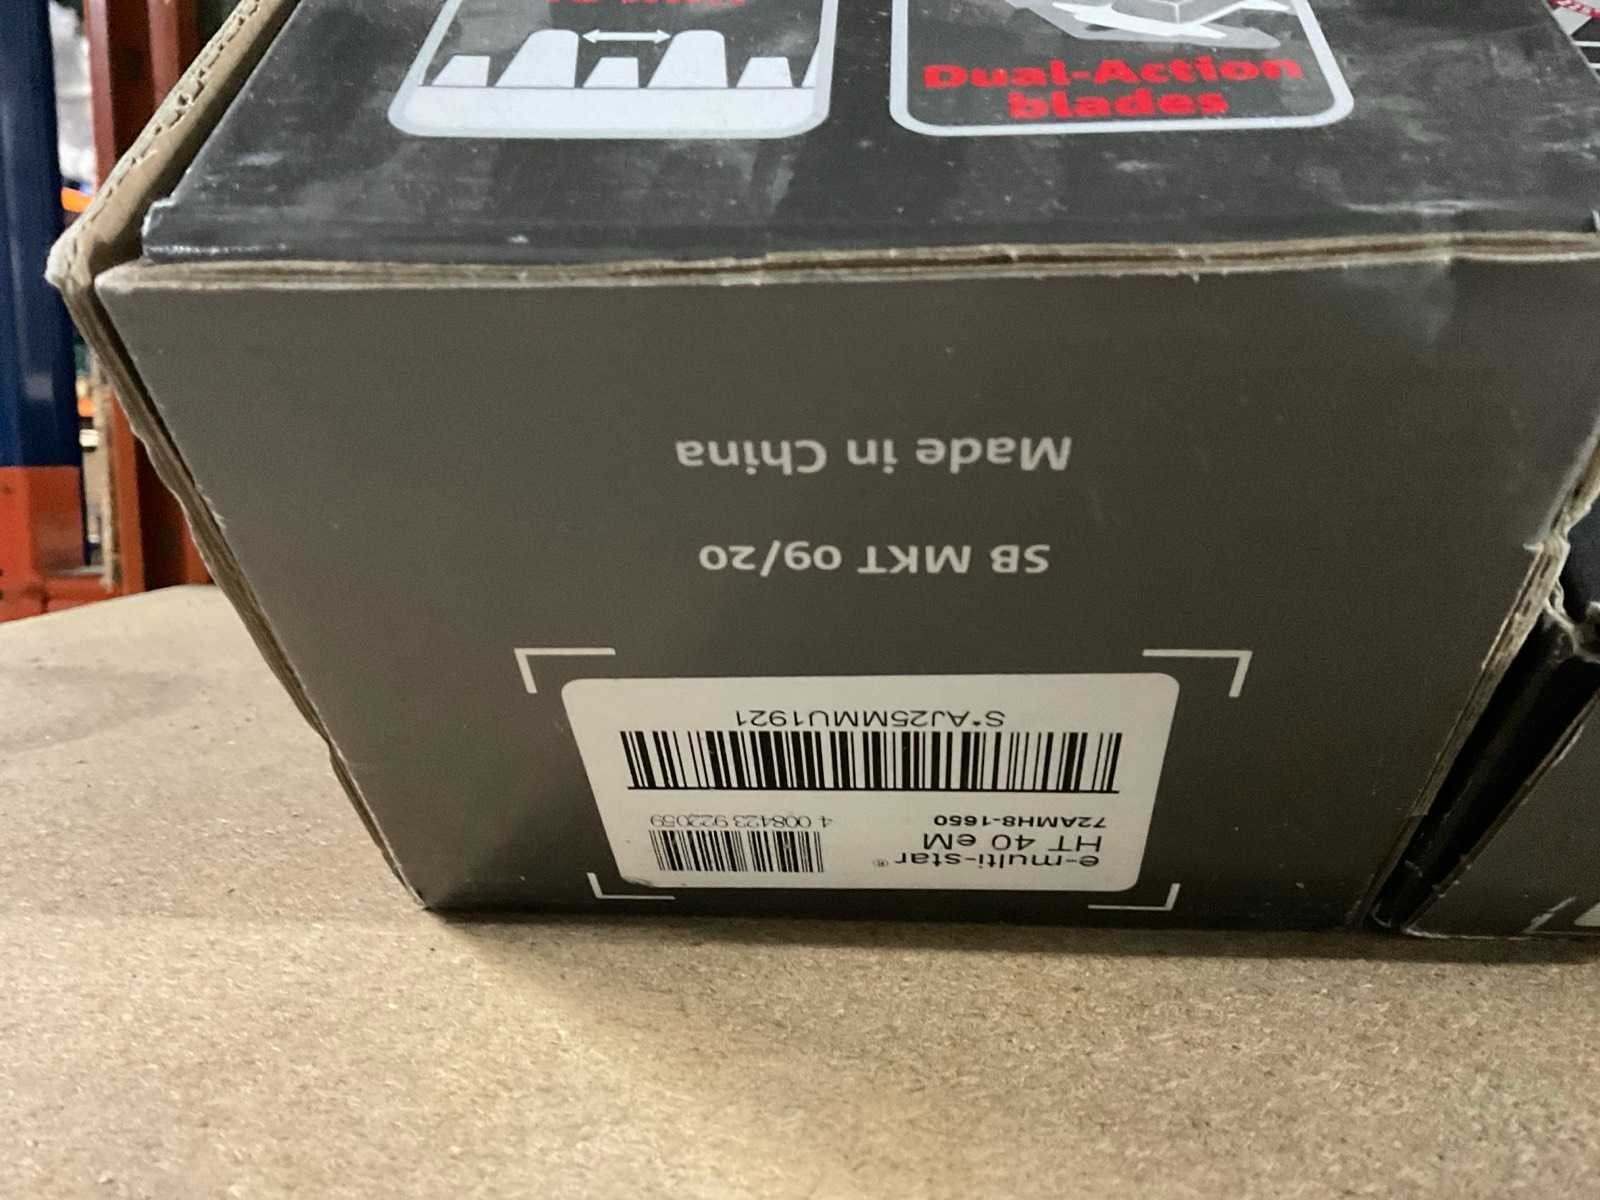 Dual-Action
blades
Made in China
SB MKT 09/20
S*AJ25MMU1921
72AMH8-1650
HT 40 eM
e-multi-star®
4 008423 922059